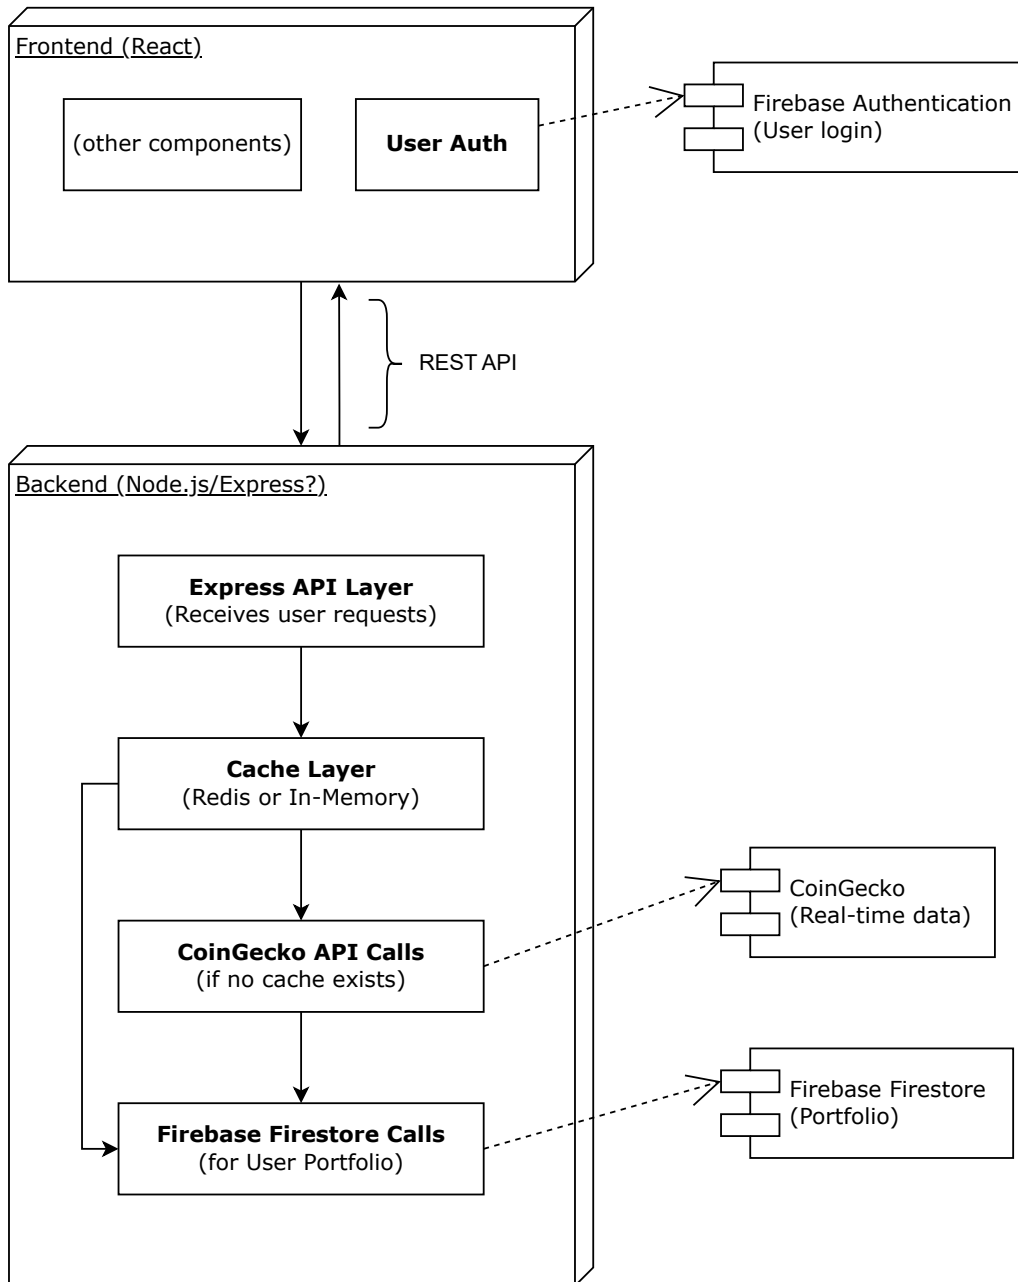 Frontend (React)
(other components)
User Auth
Firebase Authentication
(User login)
REST API
Backend (Node.js/Express?)
Express API Layer
(Receives user requests)
Cache Layer
(Redis or In-Memory)
CoinGecko API Calls
(if no cache exists)
CoinGecko
(Real-time data)
Firebase Firestore Calls
(for User Portfolio)
Firebase Firestore
(Portfolio)